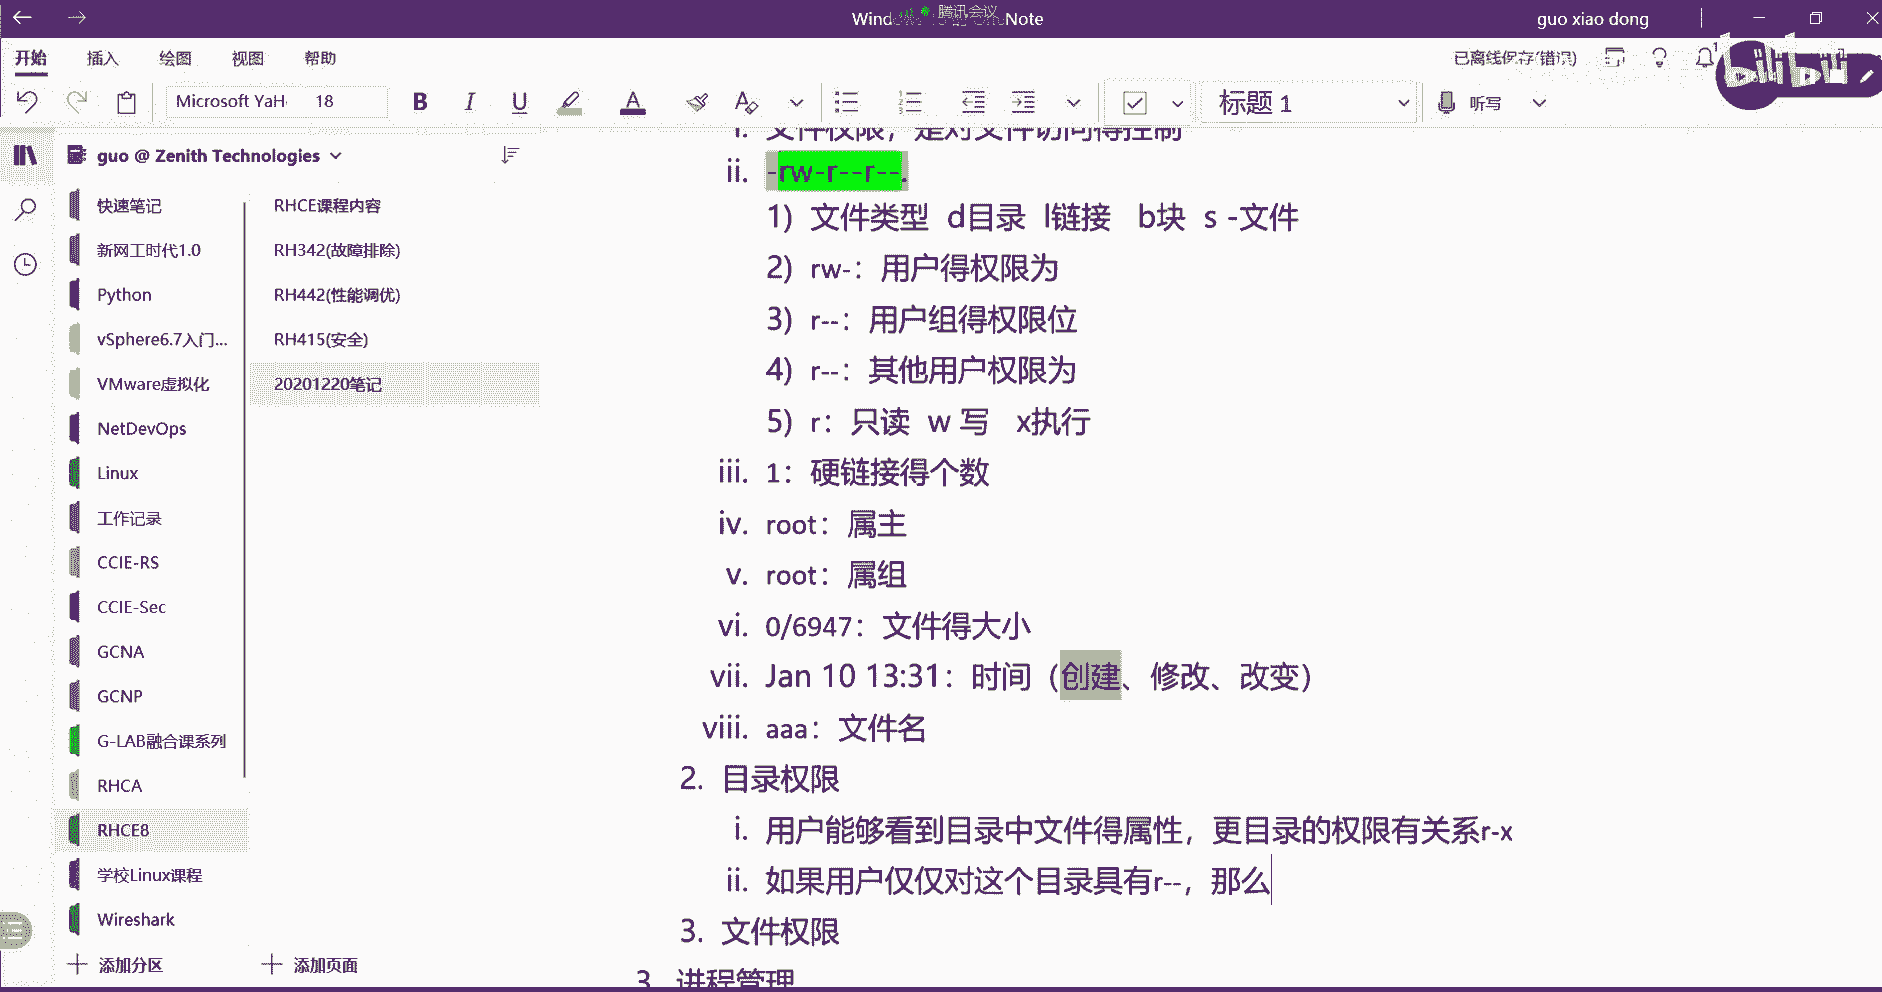 腾讯会议
Note
guo xiao dong
开始
插入
绘图
视图
帮助
已离线保存(错误)
bilibili
Microsoft YaH
18
B
I
U
A
标题 1
听写
guo @ Zenith Technologies
快速笔记
新网工时代1.0
Python
vSphere6.7入门...
VMware虚拟化
NetDevOps
Linux
工作记录
CCIE-RS
CCIE-Sec
GCNA
GCNP
G-LAB融合课系列
RHCA
RHCE8
学校Linux课程
Wireshark
添加分区
RHCE课程内容
RH342(故障排除)
RH442(性能调优)
RH415(安全)
20201220笔记
添加页面
i. 文件权限，是对文件访问得控制
ii. -rw-r--r--.
1) 文件类型 d目录 l链接 b块 s -文件
2) rw-：用户得权限为
3) r--：用户组得权限位
4) r--：其他用户权限为
5) r：只读 w 写 x执行
iii. 1：硬链接得个数
iv. root：属主
v. root：属组
vi. 0/6947：文件得大小
vii. Jan 10 13:31：时间（创建、修改、改变）
viii. aaa：文件名
2. 目录权限
i. 用户能够看到目录中文件得属性，更目录的权限有关系r-x
ii. 如果用户仅仅对这个目录具有r--，那么
3. 文件权限
3. 进程管理